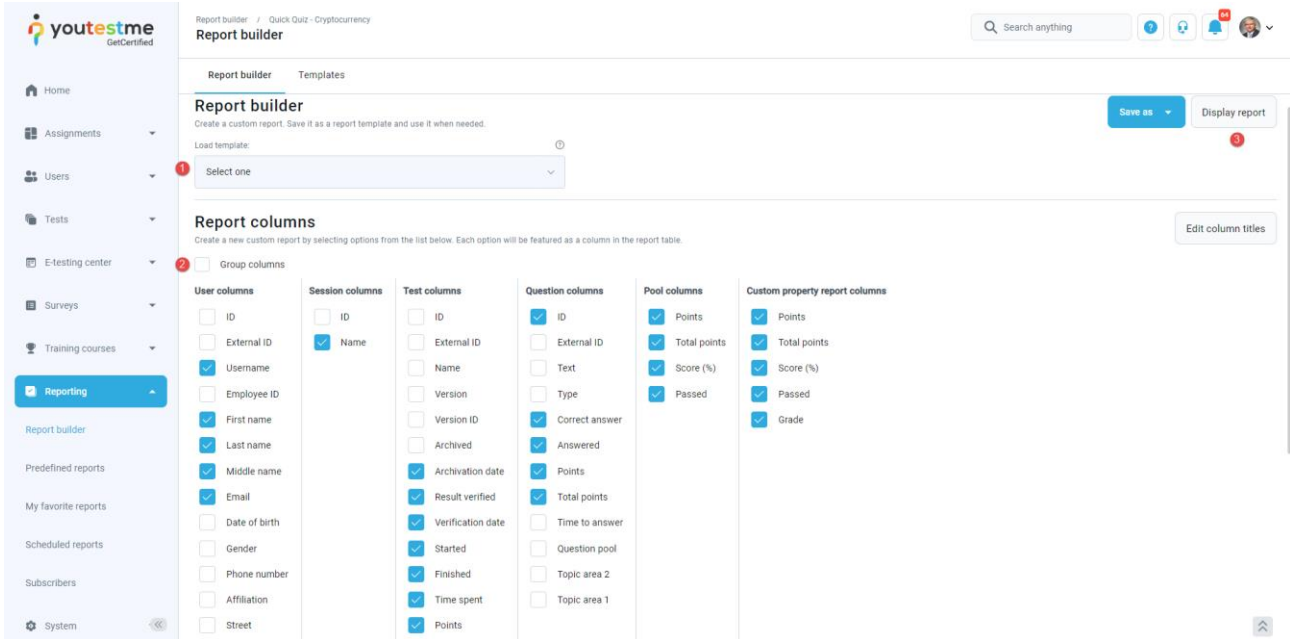 youtestme
GetCertified
Home
Assignments
Users
Tests
E-testing center
Surveys
Training courses
Reporting
Report builder
Predefined reports
My favorite reports
Scheduled reports
Subscribers
System
Report builder / Quick Quiz - Cryptocurrency
Report builder
Search anything
?
64
Report builder Templates
Report builder
Create a custom report. Save it as a report template and use it when needed.
Save as
Display report
3
Load template:
?
1
Select one
Report columns
Create a new custom report by selecting options from the list below. Each option will be featured as a column in the report table.
Edit column titles
2
Group columns
User columns
ID
External ID
Username
Employee ID
First name
Last name
Middle name
Email
Date of birth
Gender
Phone number
Affiliation
Street
Session columns
ID
Name
Test columns
ID
External ID
Name
Version
Version ID
Archived
Archivation date
Result verified
Verification date
Started
Finished
Time spent
Points
Question columns
ID
External ID
Text
Type
Correct answer
Answered
Points
Total points
Time to answer
Question pool
Topic area 2
Topic area 1
Pool columns
Points
Total points
Score (%)
Passed
Custom property report columns
Points
Total points
Score (%)
Passed
Grade